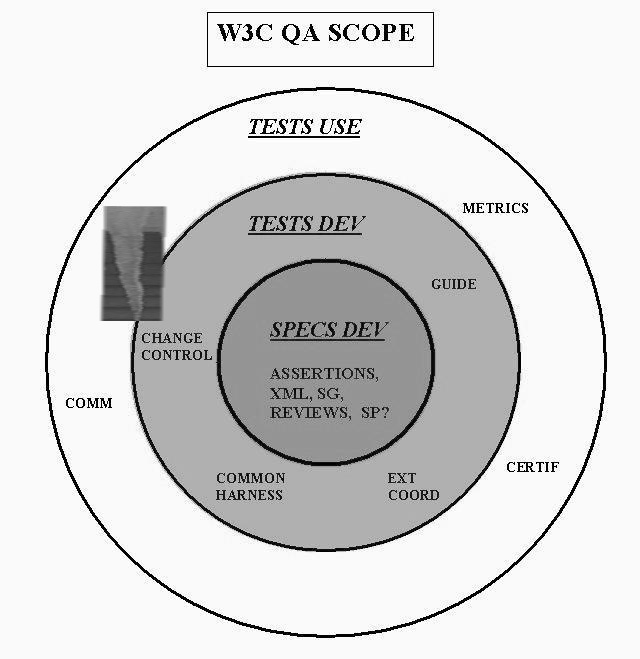 W3C QA SCOPE
TESTS USE
METRICS
TESTS DEV
GUIDE
SPECS DEV
CHANGE
CONTROL
ASSERTIONS,
XML, SG,
REVIEWS, SP?
COMM
CERTIF
COMMON
HARNESS
EXT
COORD